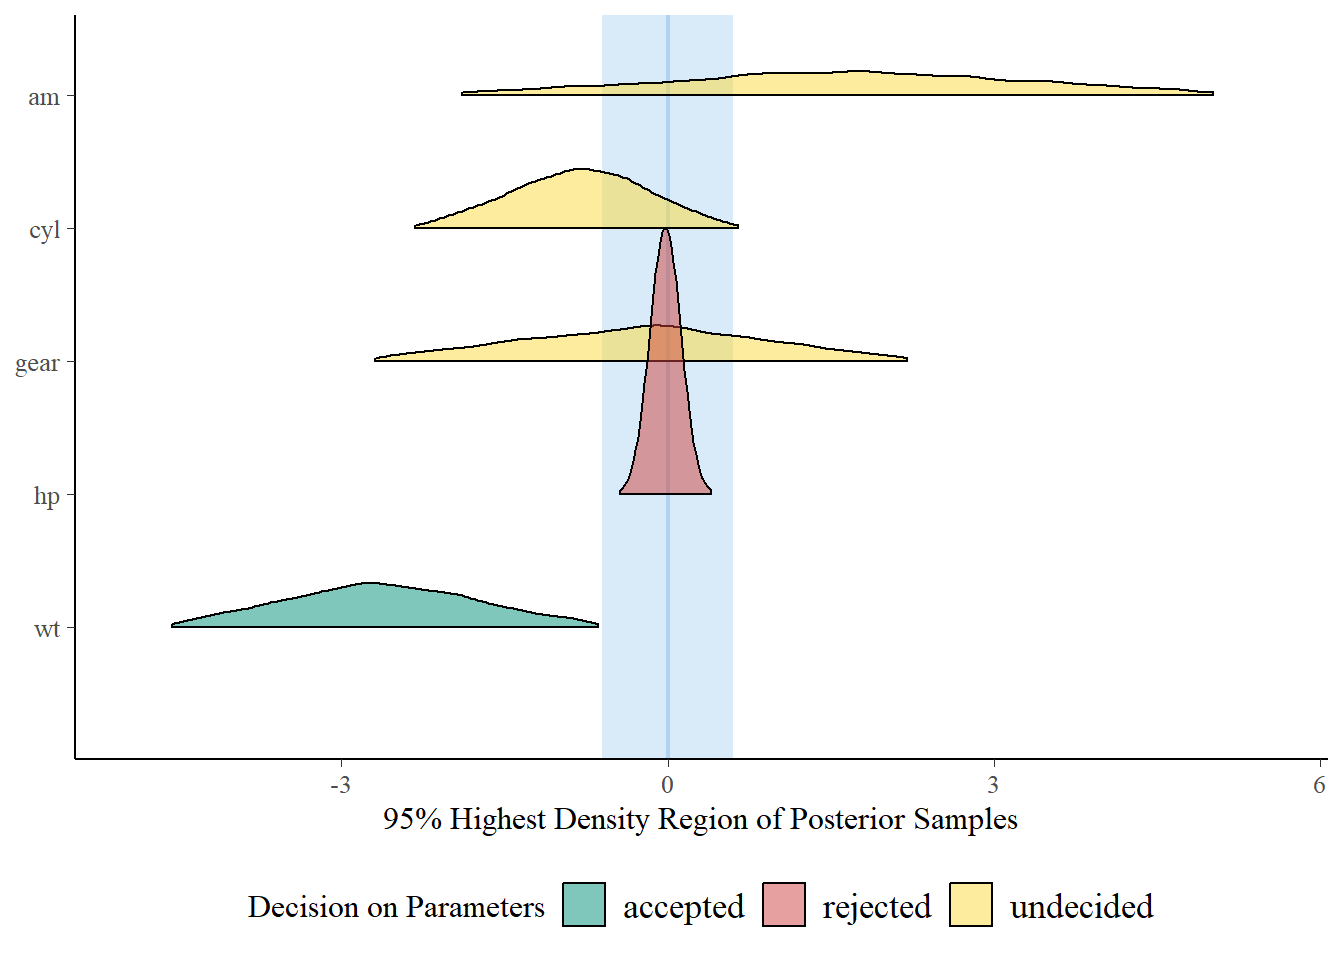 am
cyl
gear
hp
wt
-3 0 3 6
95% Highest Density Region of Posterior Samples
Decision on Parameters accepted rejected undecided